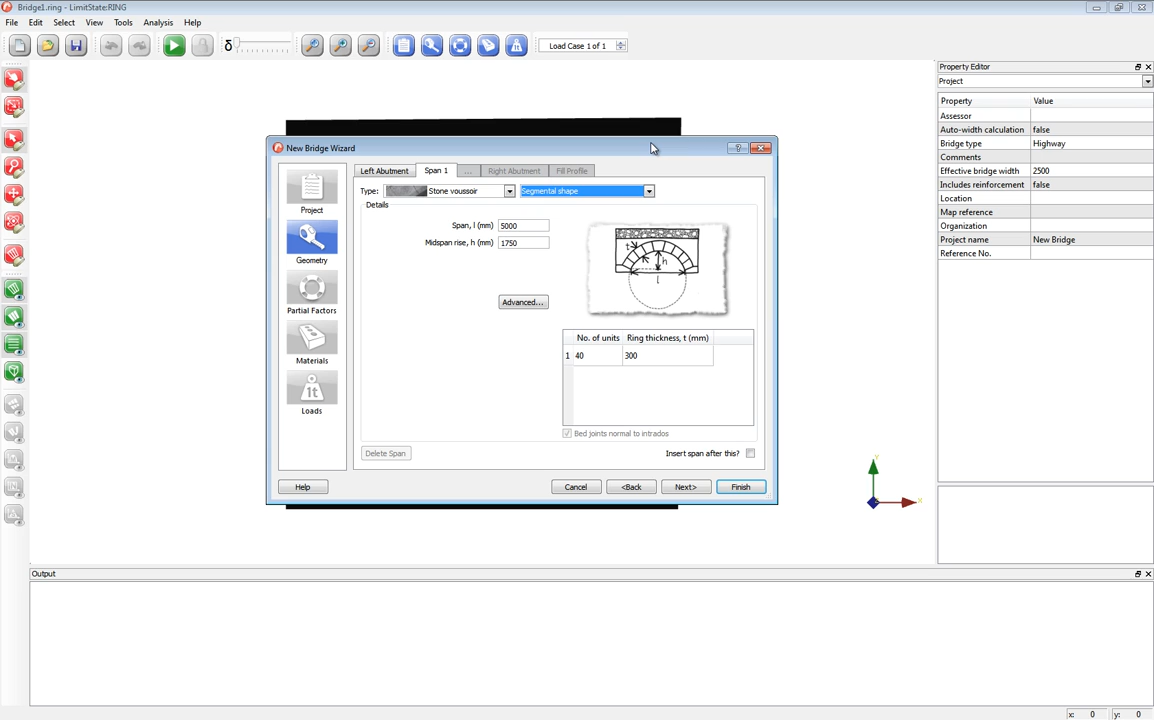 Bridge1.ring - LimitState:RING
File Edit Select View Tools Analysis Help
δ Load Case 1 of 1
Property Editor
Project
Property Value
Assessor
Auto-width calculation false
Bridge type Highway
Comments
Effective bridge width 2500
Includes reinforcement false
Location
Map reference
Organization
Project name New Bridge
Reference No.
New Bridge Wizard
Project
Geometry
Partial Factors
Materials
1t
Loads
Left Abutment Span 1 ... Right Abutment Fill Profile
Type: Stone voussoir Segmental shape
Details
Span, l (mm) 5000
Midspan rise, h (mm) 1750
Advanced...
t
h
l
No. of units Ring thickness, t (mm)
1 40 300
Bed joints normal to intrados
Delete Span Insert span after this?
Help Cancel <Back Next> Finish
Y
X
Output
x: 0 y: 0